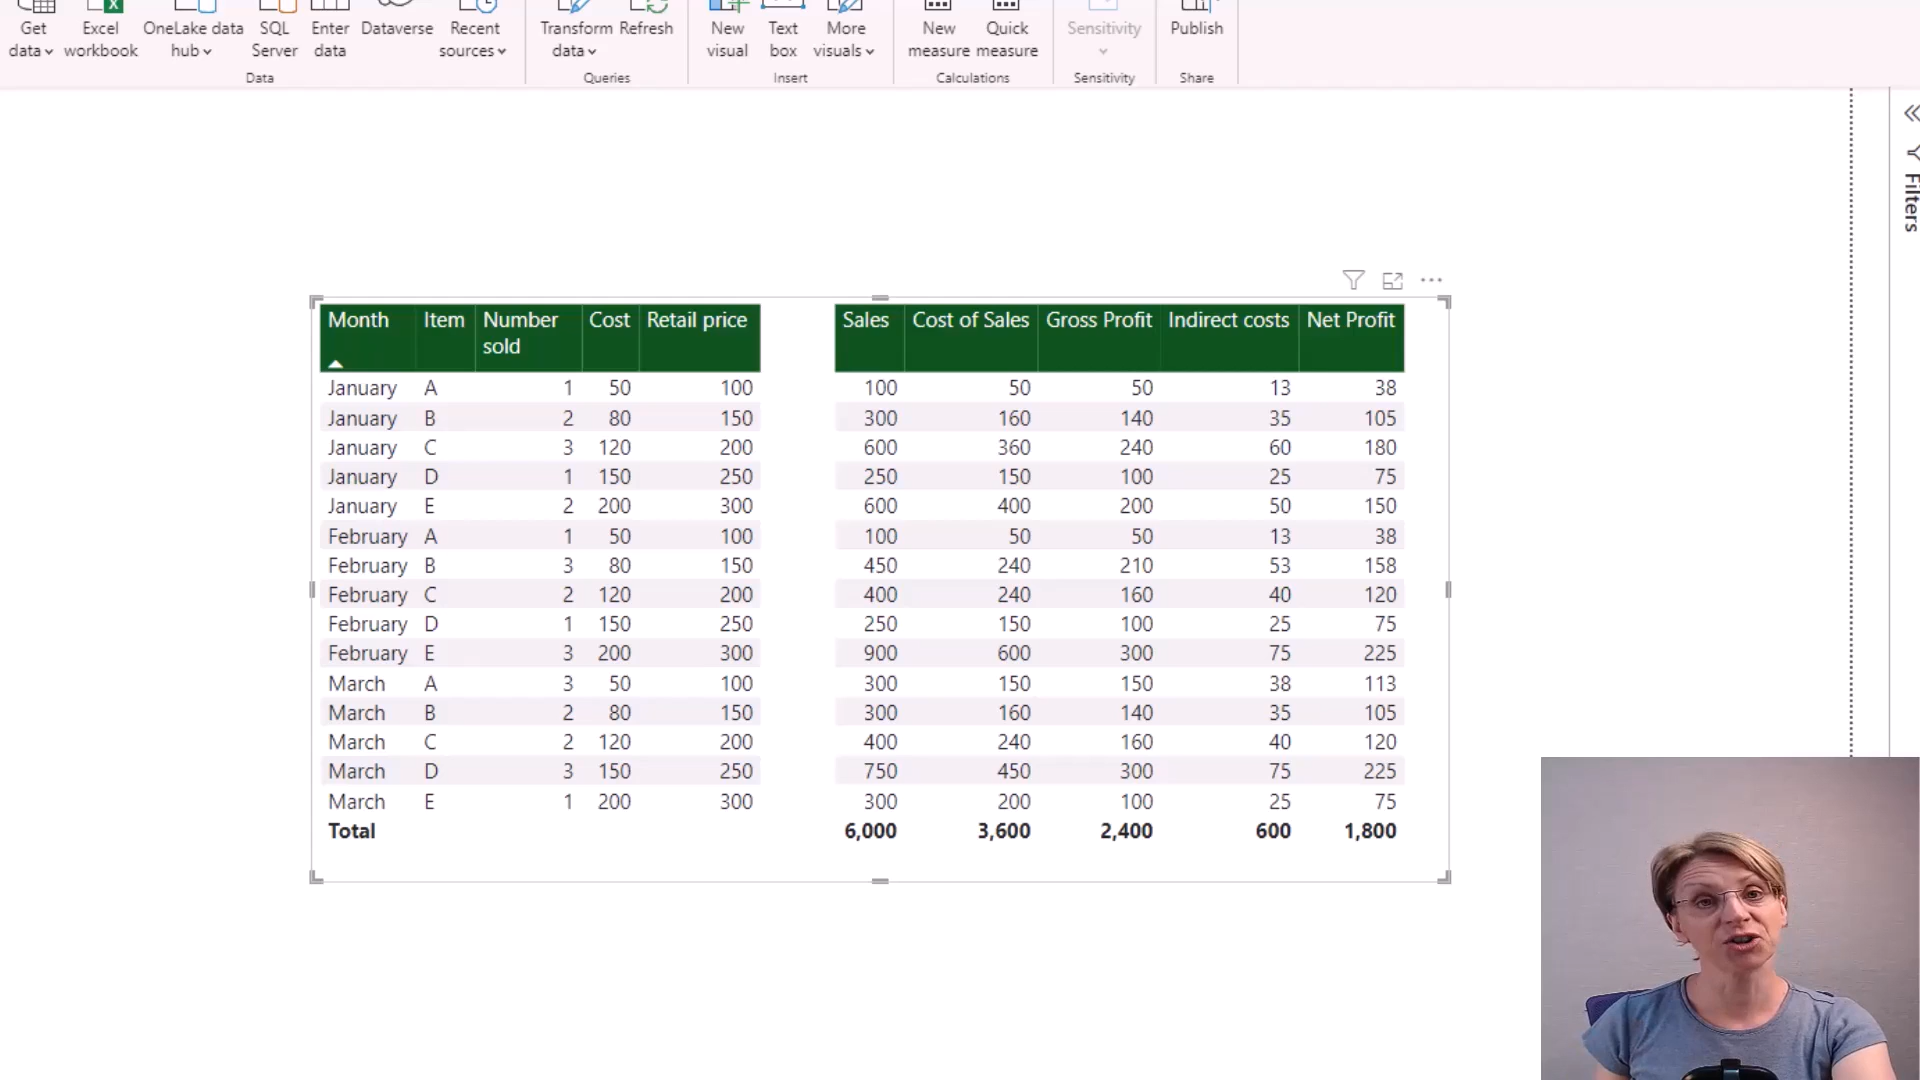 Get data
Excel workbook
OneLake data hub
SQL Server
Enter data
Dataverse
Recent sources
Transform data
Refresh
New visual
Text box
More visuals
New measure
Quick measure
Sensitivity
Publish
Data
Queries
Insert
Calculations
Sensitivity
Share
Filters
Month Item Number sold Cost Retail price Sales Cost of Sales Gross Profit Indirect costs Net Profit
January A 1 50 100 100 50 50 13 38
January B 2 80 150 300 160 140 35 105
January C 3 120 200 600 360 240 60 180
January D 1 150 250 250 150 100 25 75
January E 2 200 300 600 400 200 50 150
February A 1 50 100 100 50 50 13 38
February B 3 80 150 450 240 210 53 158
February C 2 120 200 400 240 160 40 120
February D 1 150 250 250 150 100 25 75
February E 3 200 300 900 600 300 75 225
March A 3 50 100 300 150 150 38 113
March B 2 80 150 300 160 140 35 105
March C 2 120 200 400 240 160 40 120
March D 3 150 250 750 450 300 75 225
March E 1 200 300 300 200 100 25 75
Total 6,000 3,600 2,400 600 1,800